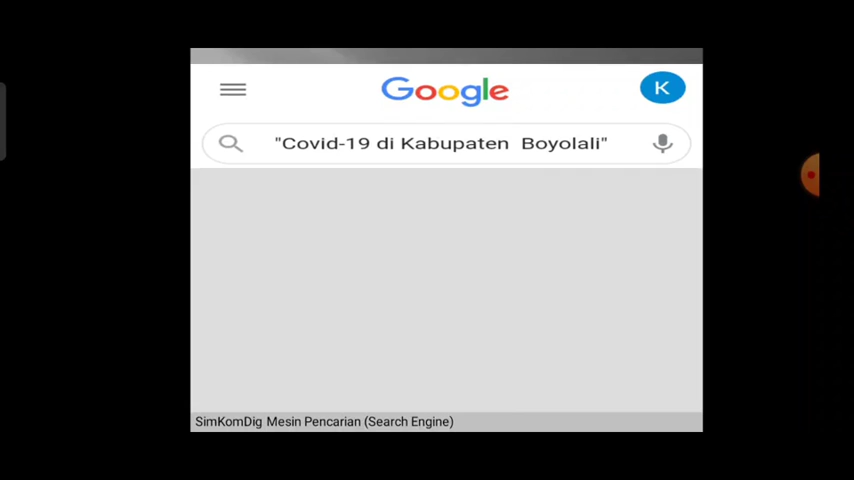 Google
K
"Covid-19 di Kabupaten Boyolali"
SimKomDig Mesin Pencarian (Search Engine)